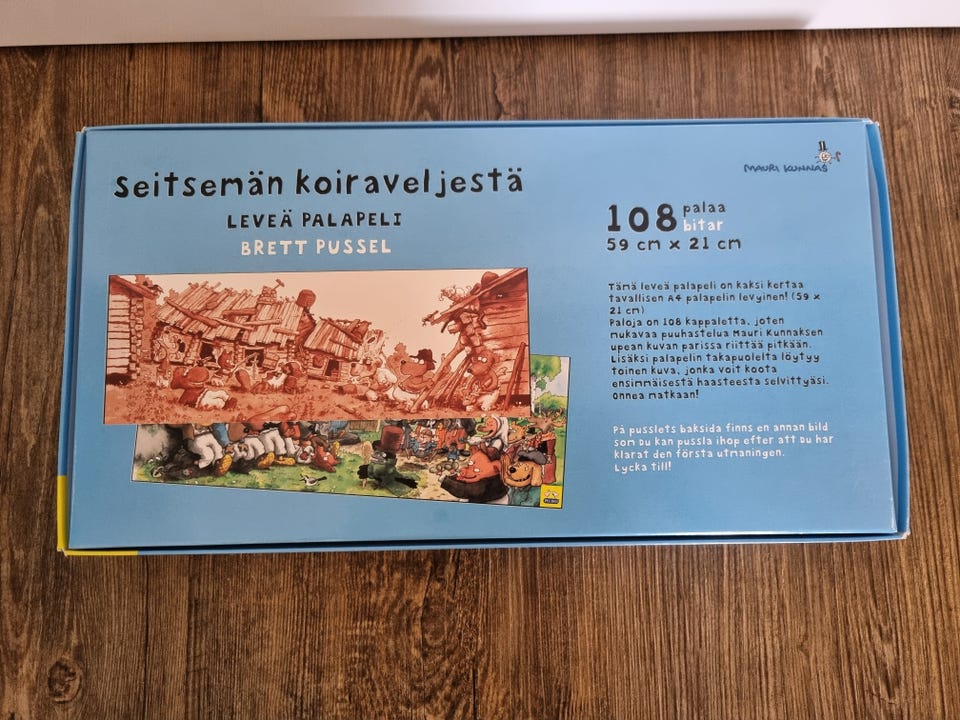 Seitsemän koiraveljestä
LEVEÄ PALAPELI
BRETT PUSSEL
MAURI KUNNAS
108 palaa
bitar
59 cm x 21 cm
Tämä leveä palapeli on kaksi kertaa
tavallisen A4 palapelin levyinen! (59 x
21 cm)
Paloja on 108 kappaletta, joten
mukavaa puuhastelua Mauri Kunnaksen
upean kuvan parissa riittää pitkään.
Lisäksi palapelin takapuolelta löytyy
toinen kuva, jonka voit koota
ensimmäisestä haasteesta selvittyäsi.
Onnea matkaan!
På pusslets baksida finns en annan bild
som du kan pussla ihop efter att du har
klarat den första utmaningen.
Lycka till!